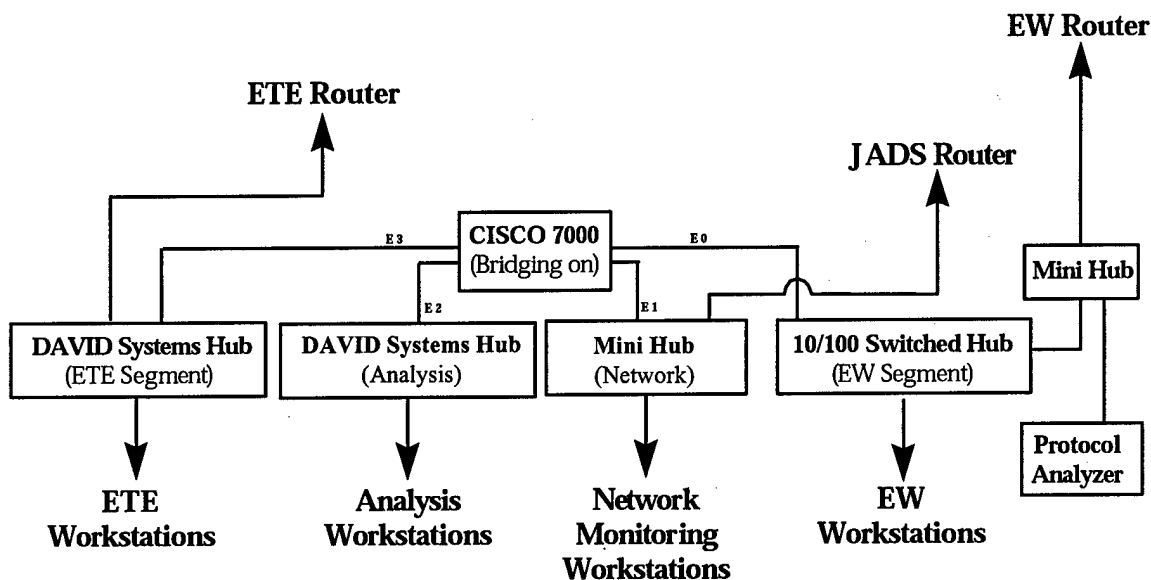 EW Router
ETE Router
JADS Router
E3
CISCO 7000
(Bridging on)
E0
Mini Hub
E2
E1
DAVID Systems Hub
(ETE Segment)
DAVID Systems Hub
(Analysis)
Mini Hub
(Network)
10/100 Switched Hub
(EW Segment)
Protocol
Analyzer
ETE
Workstations
Analysis
Workstations
Network
Monitoring
Workstations
EW
Workstations